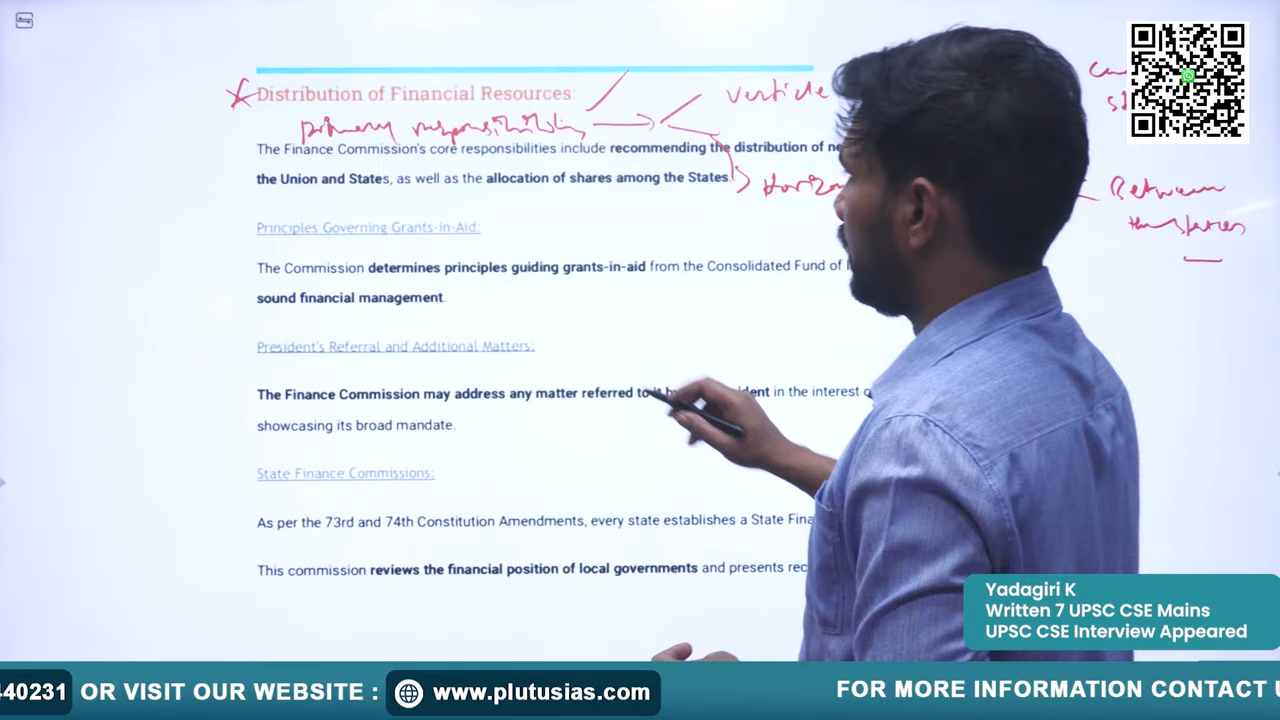 Distribution of Financial Resources:
primary responsibility
verticle
The Finance Commission's core responsibilities include recommending the distribution of
the Union and States, as well as the allocation of shares among the States.
Between
the States
Principles Governing Grants-in-Aid:
The Commission determines principles guiding grants-in-aid from the Consolidated Fund of
sound financial management.
President's Referral and Additional Matters:
The Finance Commission may address any matter referred to in the interest
showcasing its broad mandate.
State Finance Commissions:
As per the 73rd and 74th Constitution Amendments, every state establishes a State
This commission reviews the financial position of local governments and presents
Yadagiri K
Written 7 UPSC CSE Mains
UPSC CSE Interview Appeared
440231 OR VISIT OUR WEBSITE : www.plutusias.com FOR MORE INFORMATION CONTACT